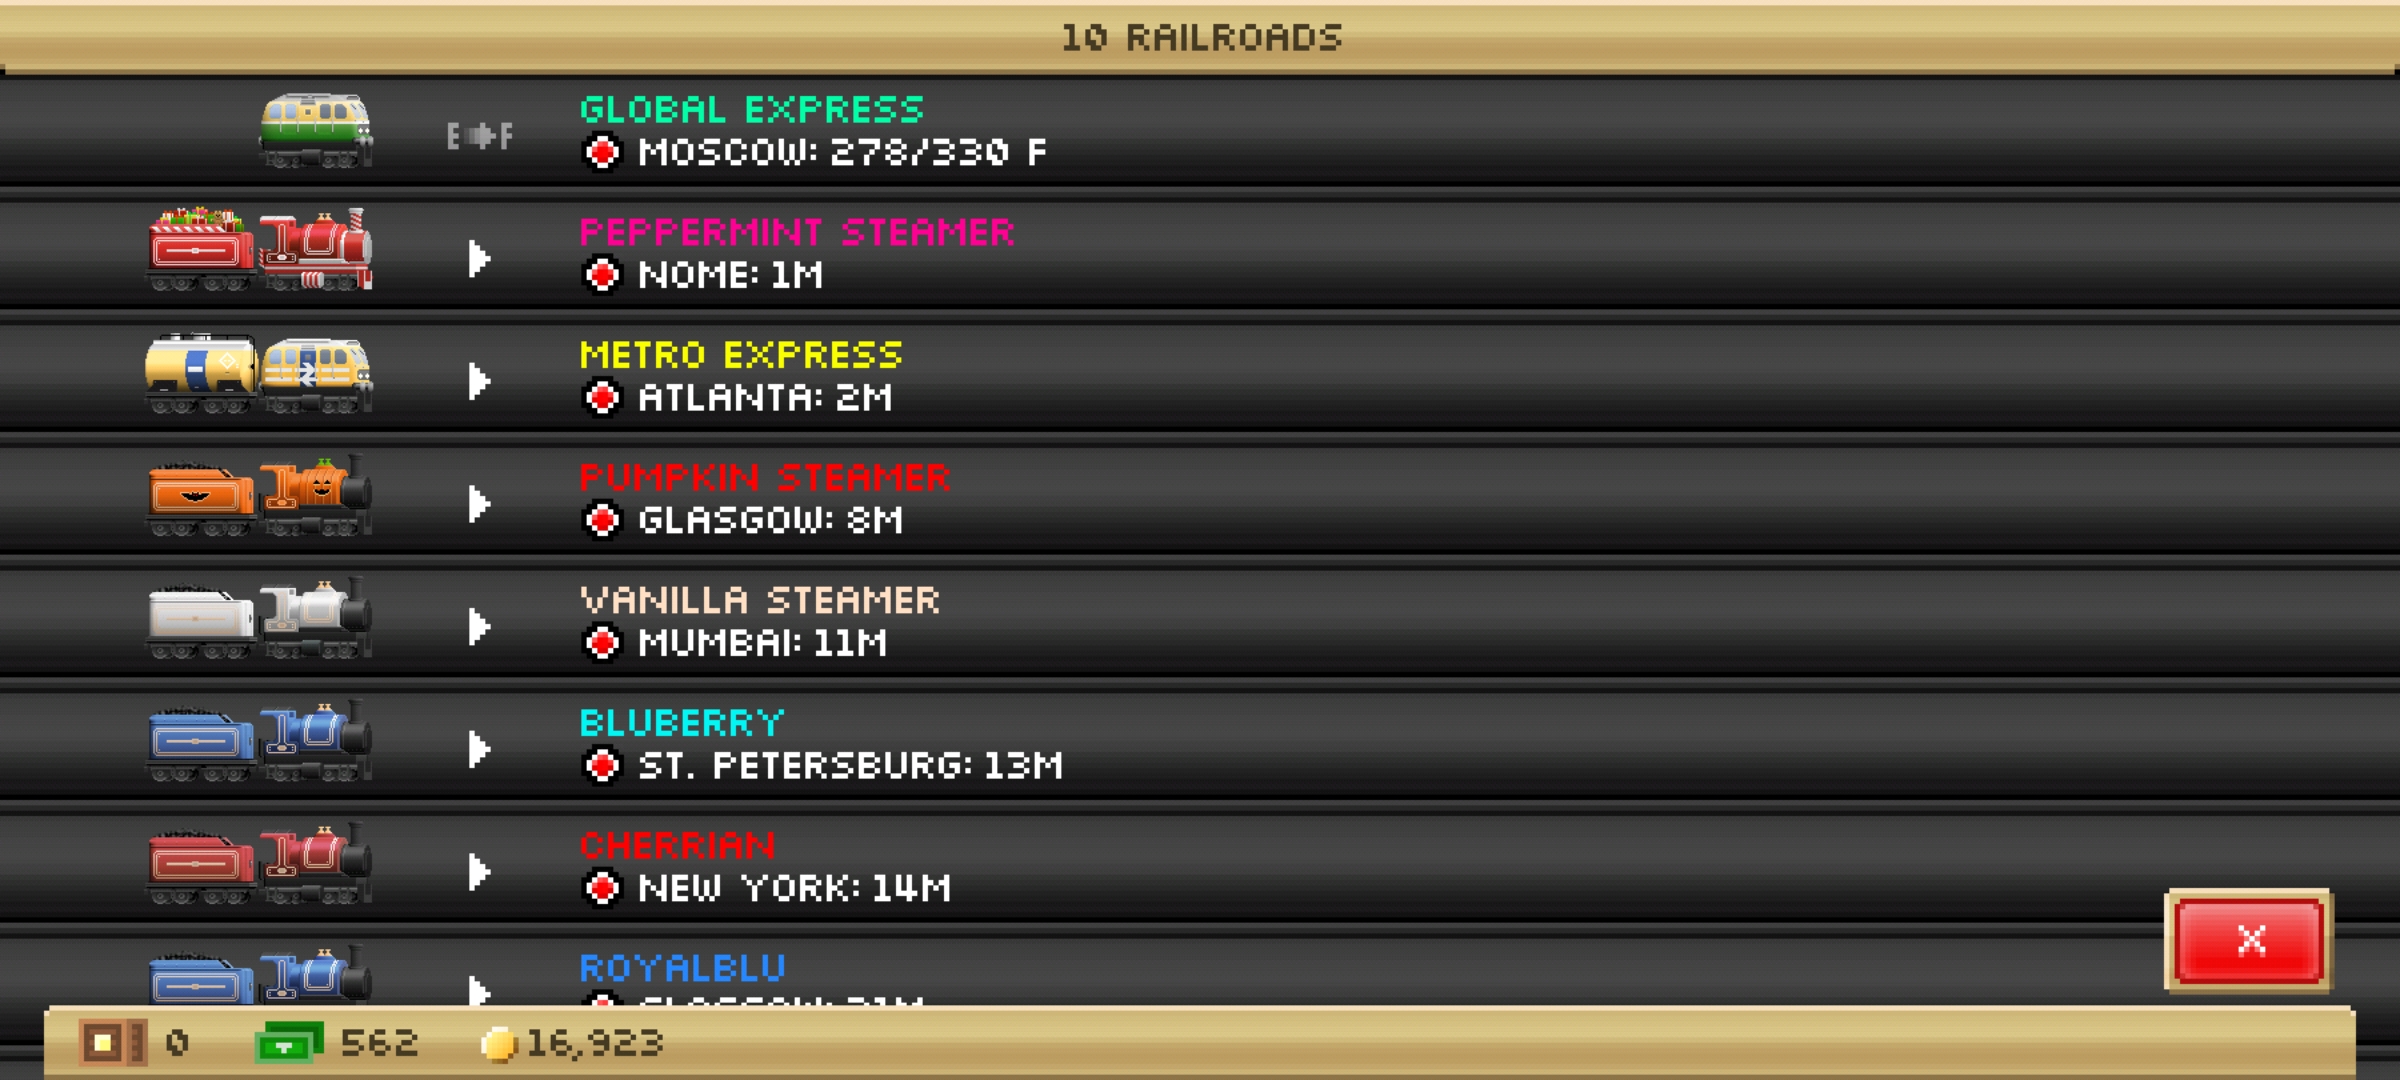 10 RAILROADS
E F
GLOBAL EXPRESS
MOSCOW: 278/330 F
PEPPERMINT STEAMER
NOME: 1M
METRO EXPRESS
ATLANTA: 2M
PUMPKIN STEAMER
GLASGOW: 8M
VANILLA STEAMER
MUMBAI: 11M
BLUBERRY
ST. PETERSBURG: 13M
CHERRIAN
NEW YORK: 14M
X
ROYALBLU
0 562 16,923